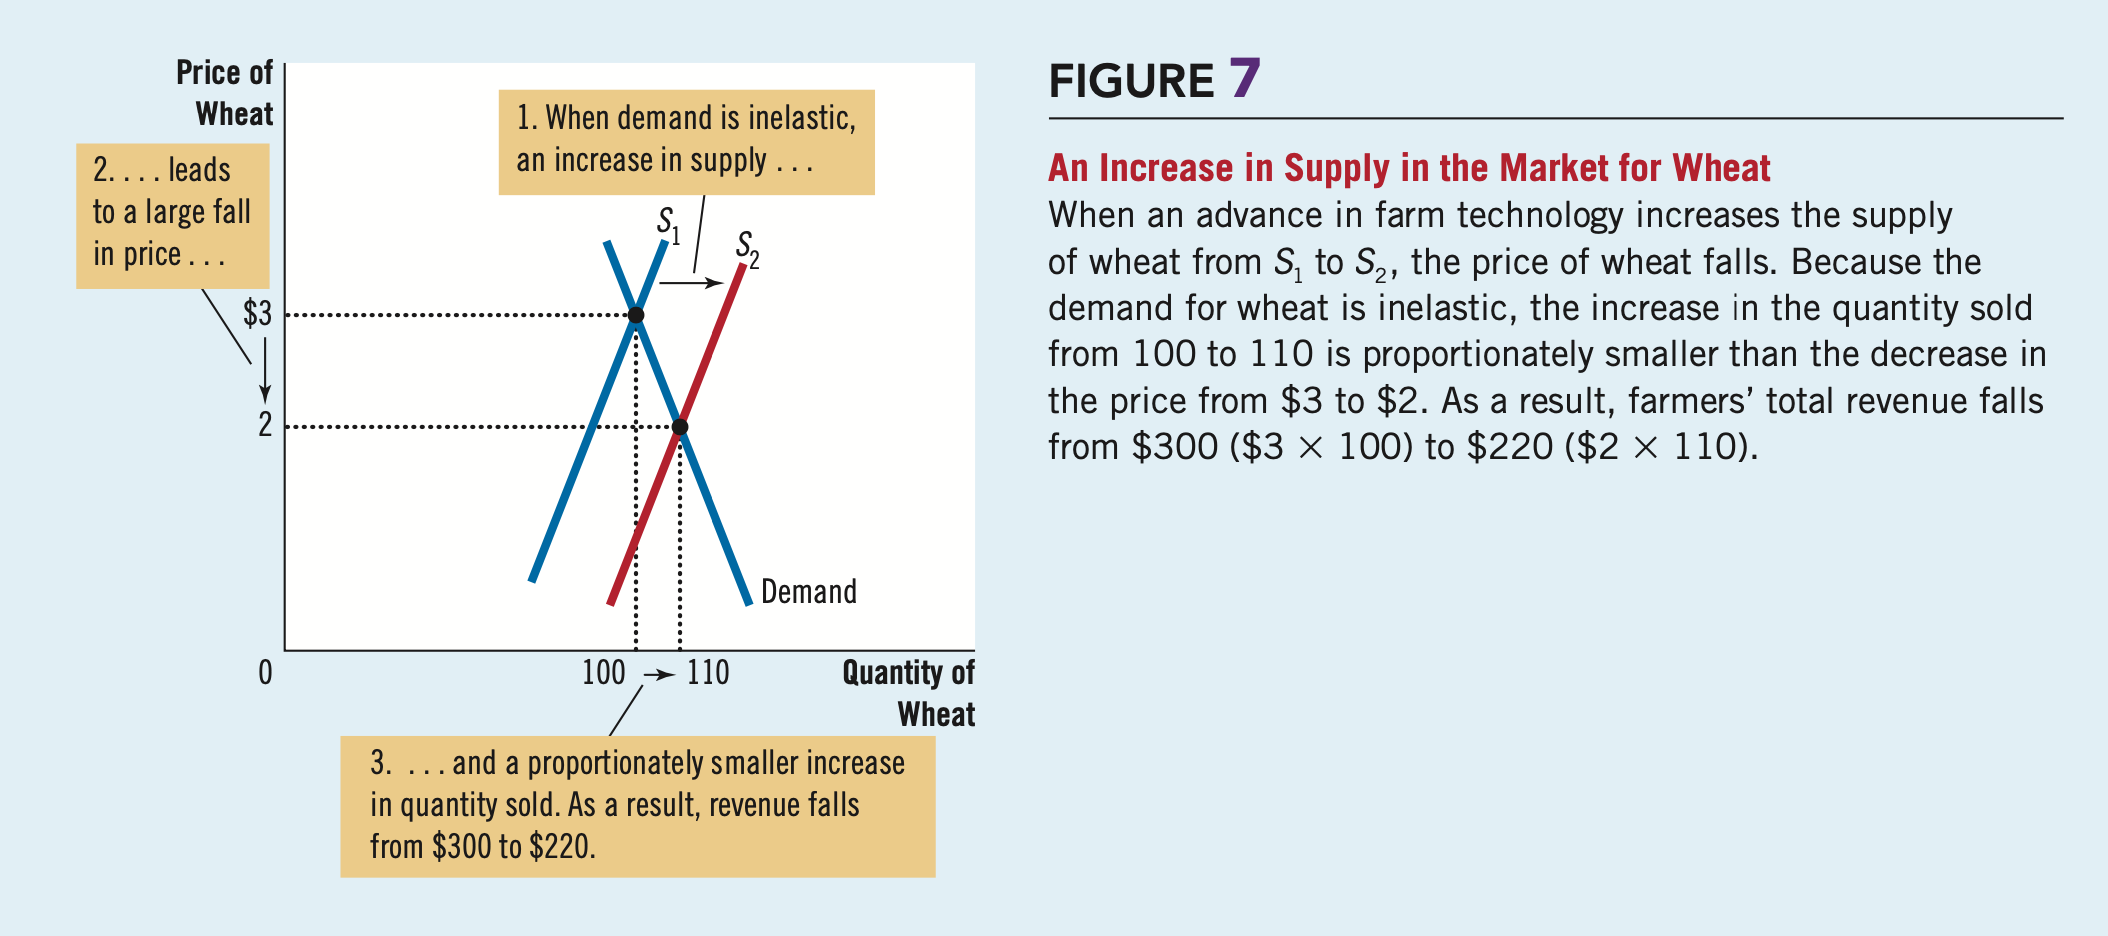 Price of
Wheat
2. . . . leads
to a large fall
in price . . .
$3
2
0
1. When demand is inelastic,
an increase in supply . . .
S1
S2
Demand
100
110
Quantity of
Wheat
3. . . . and a proportionately smaller increase
in quantity sold. As a result, revenue falls
from $300 to $220.
FIGURE 7
An Increase in Supply in the Market for Wheat
When an advance in farm technology increases the supply
of wheat from S1 to S2, the price of wheat falls. Because the
demand for wheat is inelastic, the increase in the quantity sold
from 100 to 110 is proportionately smaller than the decrease in
the price from $3 to $2. As a result, farmers’ total revenue falls
from $300 ($3 × 100) to $220 ($2 × 110).